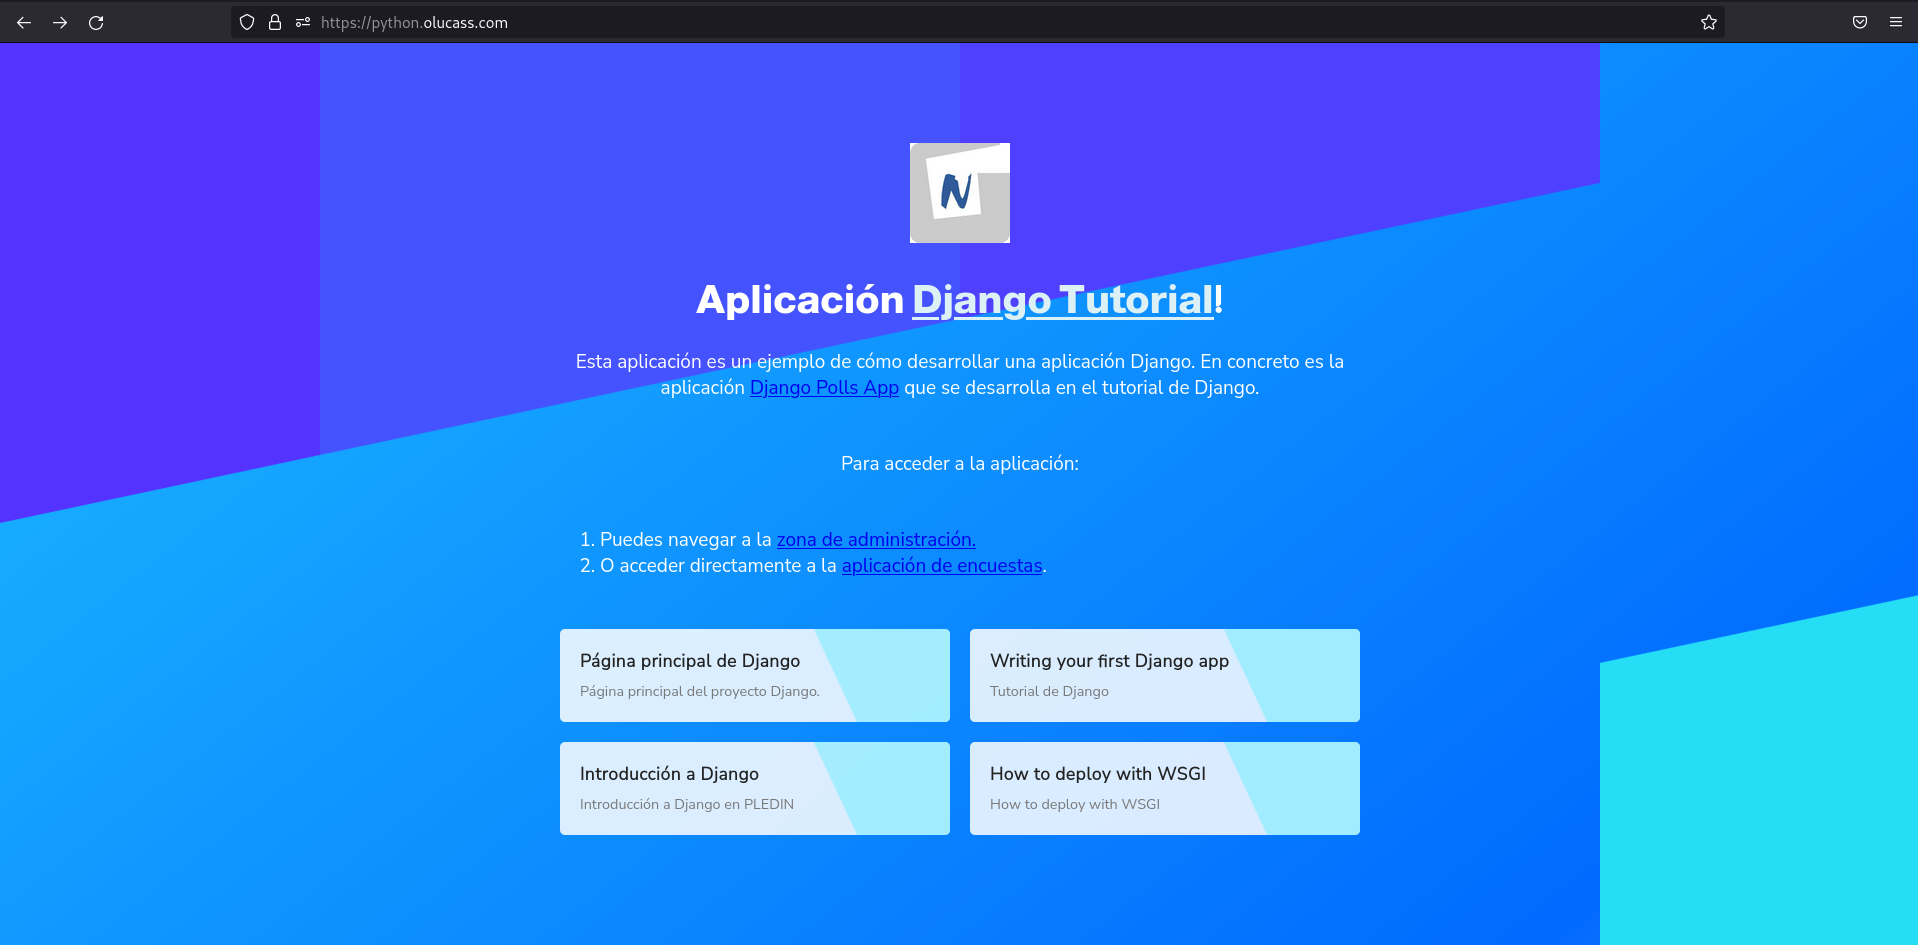 https://python.olucass.com
N
Aplicación Django Tutorial!
Esta aplicación es un ejemplo de cómo desarrollar una aplicación Django. En concreto es la
aplicación Django Polls App que se desarrolla en el tutorial de Django.
Para acceder a la aplicación:
1. Puedes navegar a la zona de administración.
2. O acceder directamente a la aplicación de encuestas.
Página principal de Django
Página principal del proyecto Django.
Writing your first Django app
Tutorial de Django
Introducción a Django
Introducción a Django en PLEDIN
How to deploy with WSGI
How to deploy with WSGI